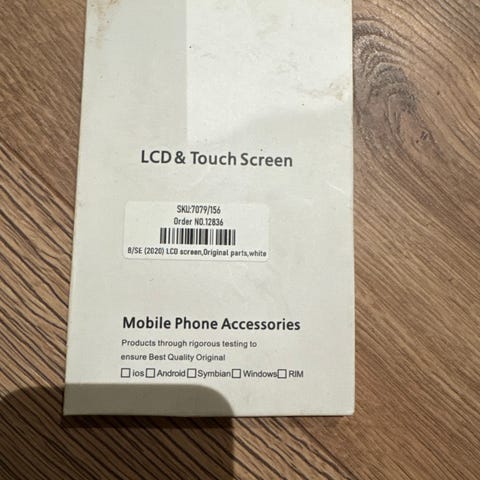 LCD & Touch Screen
SKU:7079/156
Order NO.12836
8/SE (2020) LCD screen,Original parts,white
Mobile Phone Accessories
Products through rigorous testing to
ensure Best Quality Original
ios Android Symbian Windows RIM